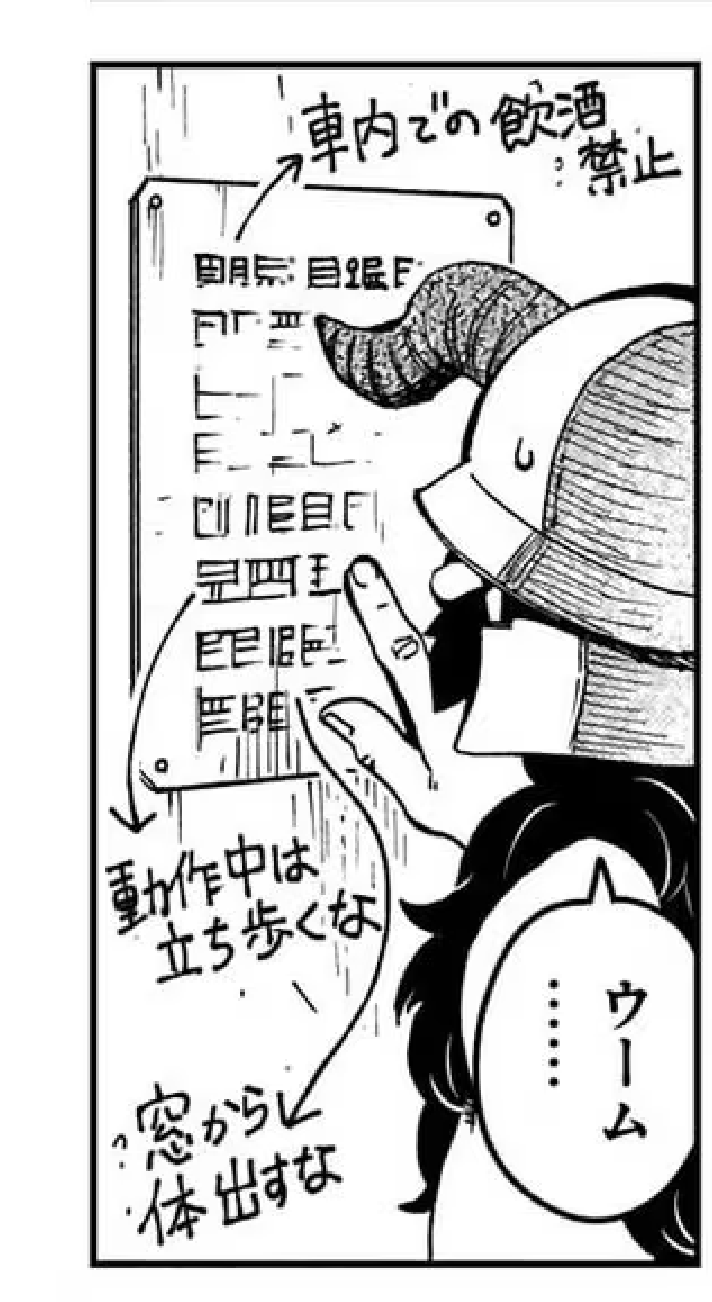 車内での飲酒
禁止
動作中は
立ち歩くな
窓から
体出すな
ウーム
……